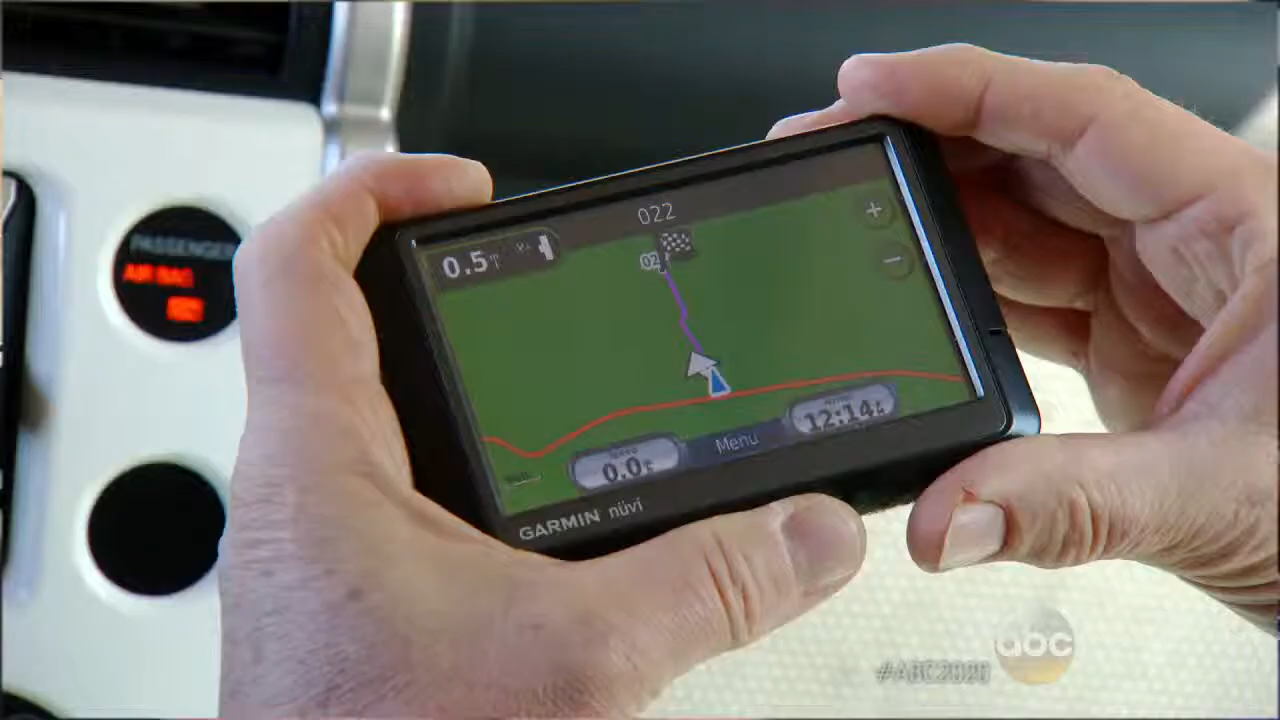 PASSENGER
AIR BAG
022
0.5
02
+
−
0.0
Menu
12:14
GARMIN nüvi
abc
#ABC2020